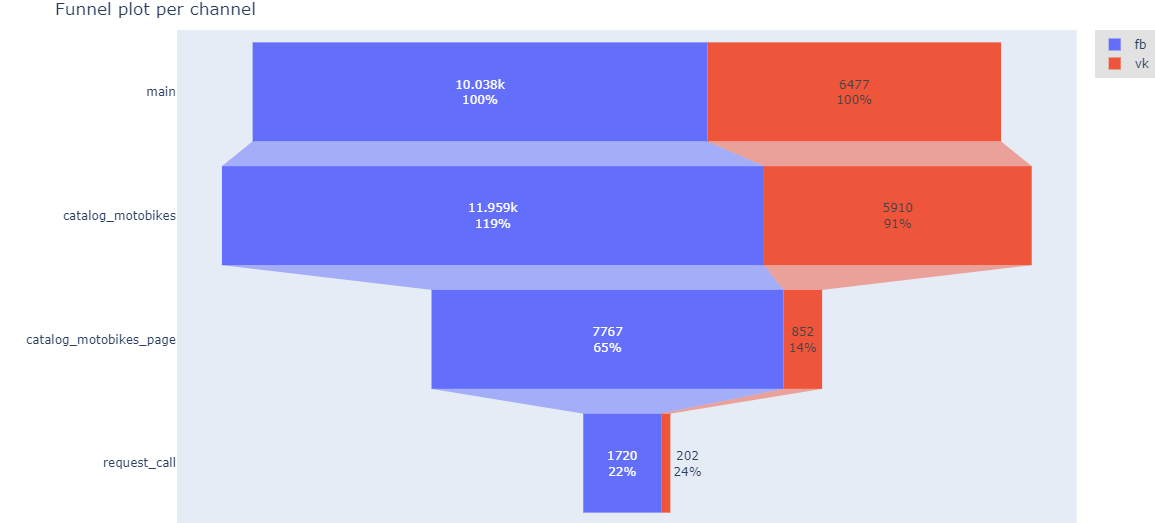 Funnel plot per channel
fb
vk
main
10.038k
100%
6477
100%
catalog_motobikes
11.959k
119%
5910
91%
catalog_motobikes_page
7767
65%
852
14%
request_call
1720
22%
202
24%